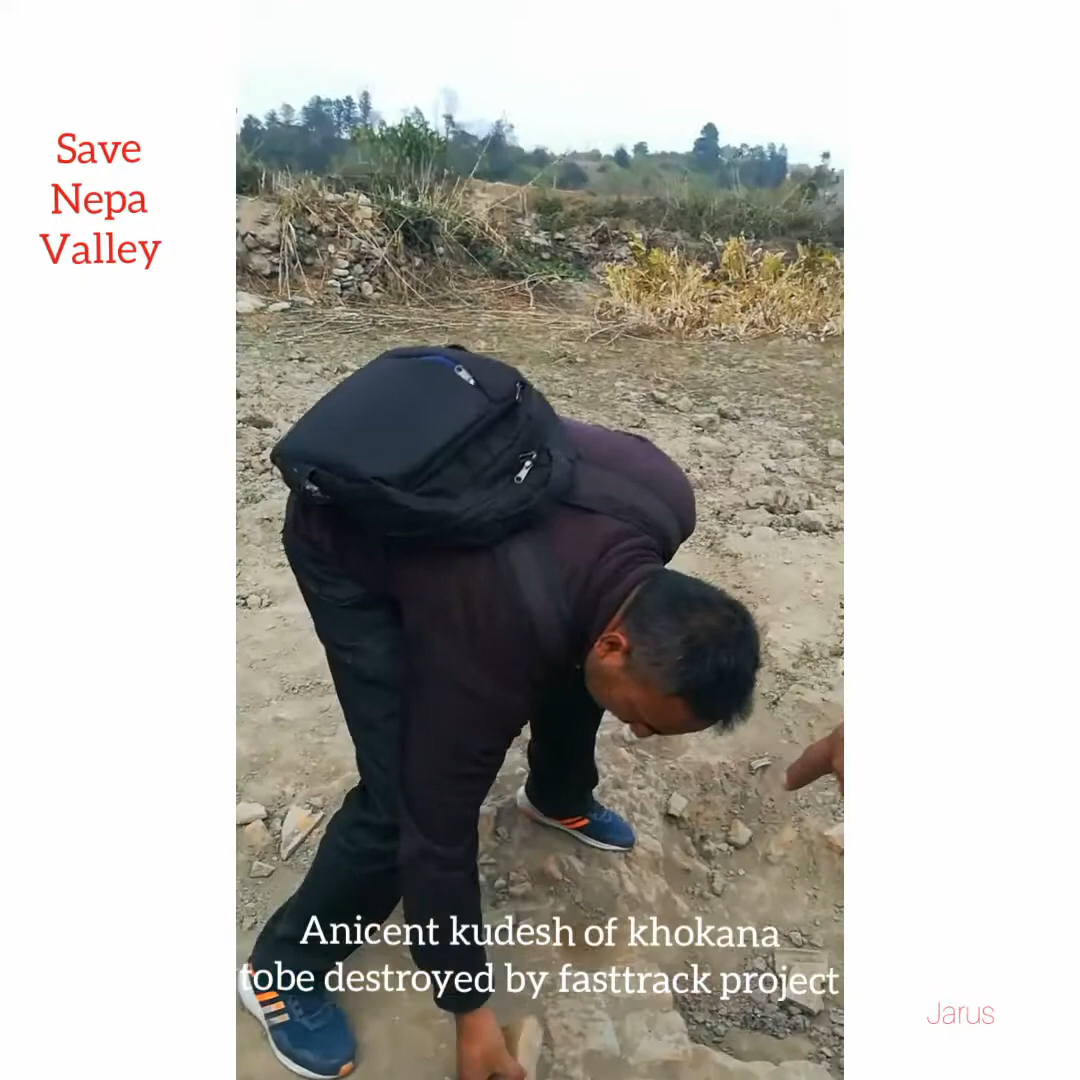 Save
Nepa
Valley
Anicent kudesh of khokana
tobe destroyed by fasttrack project
Jarus